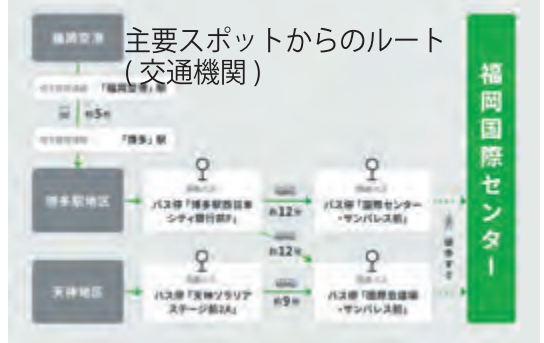 主要スポットからのルート
(交通機関)
福岡空港
「福岡空港」駅
約5分
「博多」駅
博多駅地区
バス停「博多駅西日本
シティ銀行前F」
約12分
バス停「国際センター
・サンパレス前」
約12分
天神地区
バス停「天神ソラリア
ステージ前2A」
約9分
バス停「国際会議場
・サンパレス前」
福岡国際センター